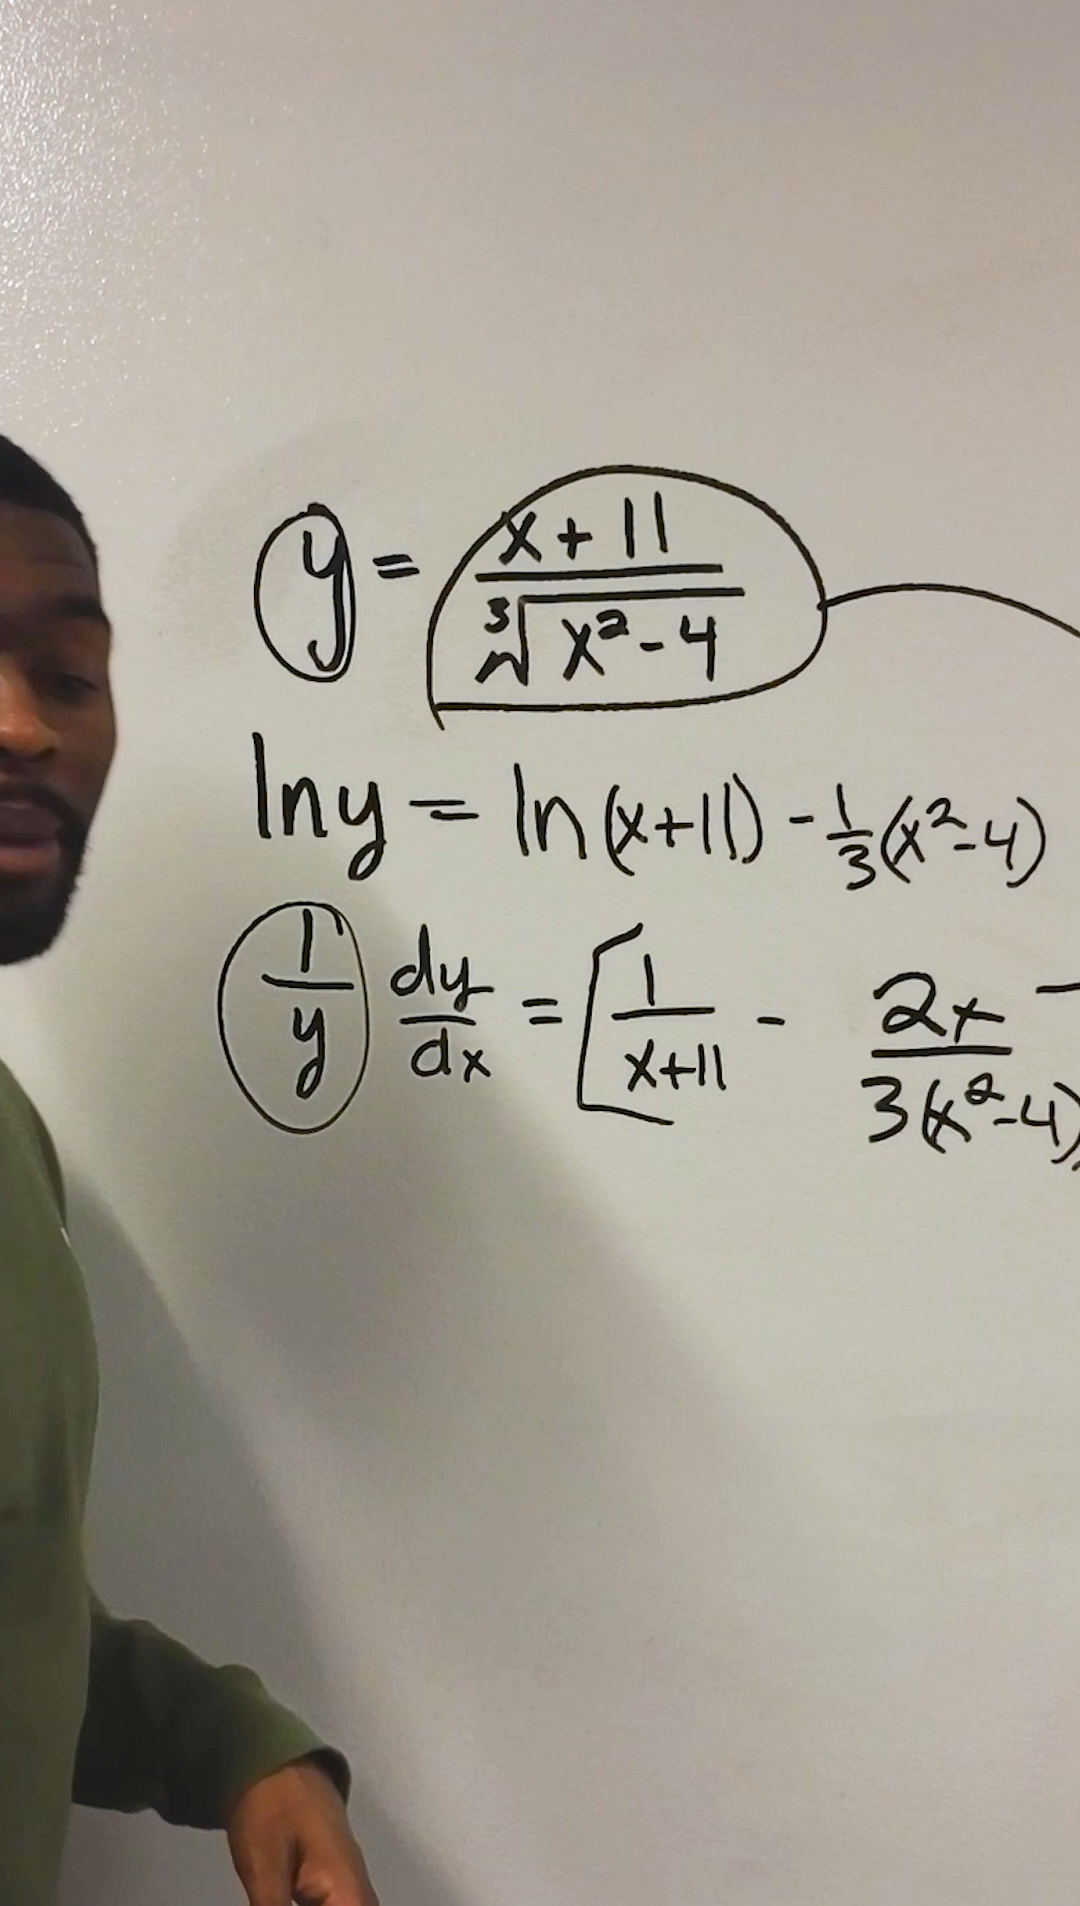 y = x + 11 / ∛(x² - 4)
ln y = ln(x+11) - 1/3(x²-4)
1/y dy/dx = [1/(x+11) - 2x/3(x²-4)